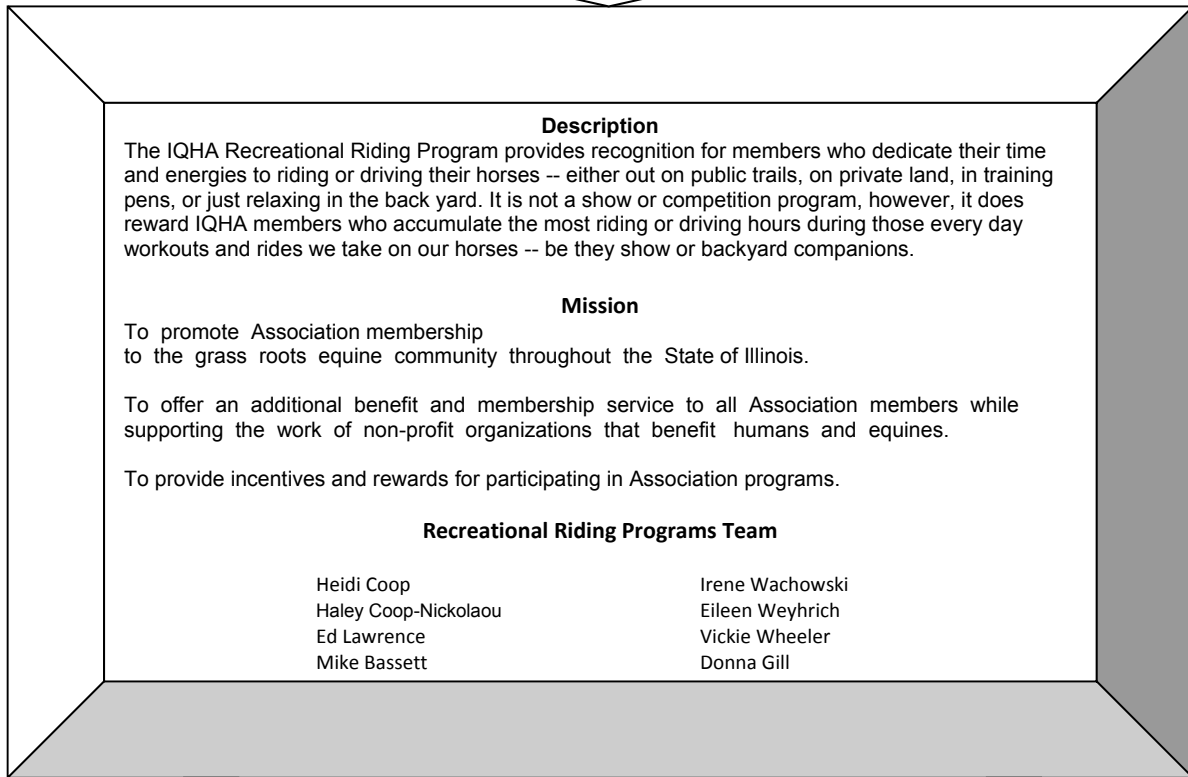 Description
The IQHA Recreational Riding Program provides recognition for members who dedicate their time
and energies to riding or driving their horses -- either out on public trails, on private land, in training
pens, or just relaxing in the back yard. It is not a show or competition program, however, it does
reward IQHA members who accumulate the most riding or driving hours during those every day
workouts and rides we take on our horses -- be they show or backyard companions.
Mission
To promote Association membership
to the grass roots equine community throughout the State of Illinois.
To offer an additional benefit and membership service to all Association members while
supporting the work of non-profit organizations that benefit humans and equines.
To provide incentives and rewards for participating in Association programs.
Recreational Riding Programs Team
Heidi Coop
Haley Coop-Nickolaou
Ed Lawrence
Mike Bassett
Irene Wachowski
Eileen Weyhrich
Vickie Wheeler
Donna Gill